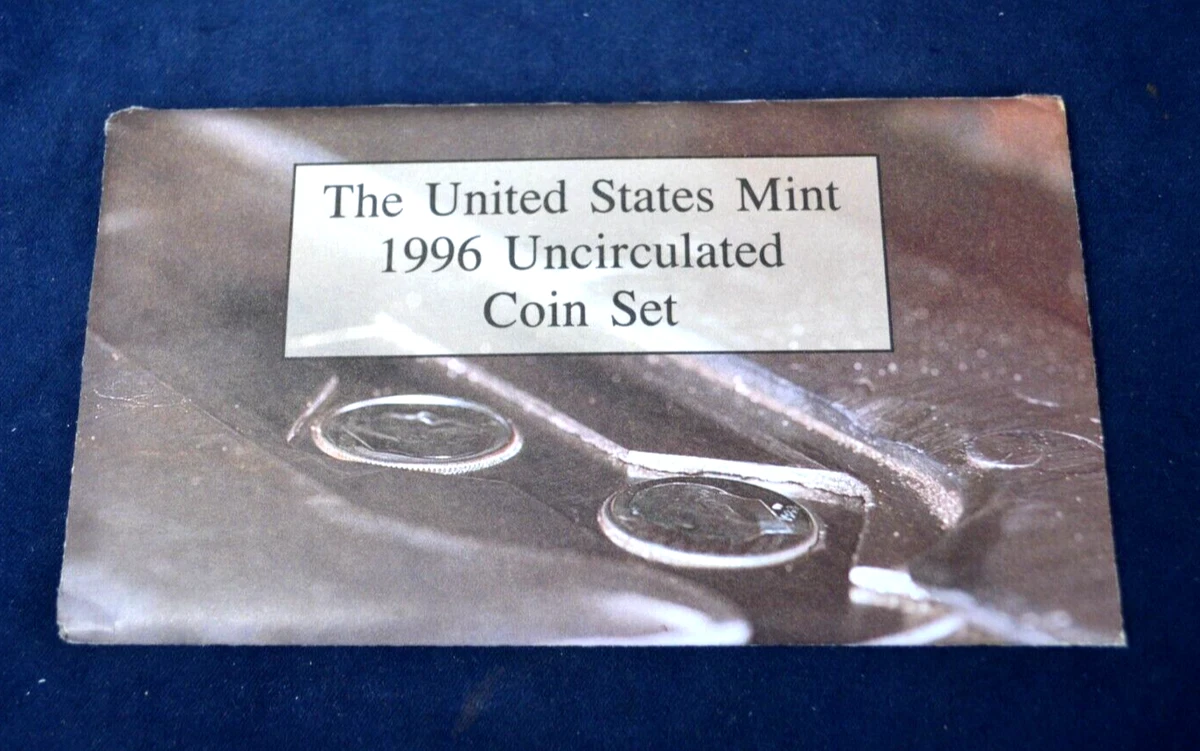 The United States Mint
1996 Uncirculated
Coin Set